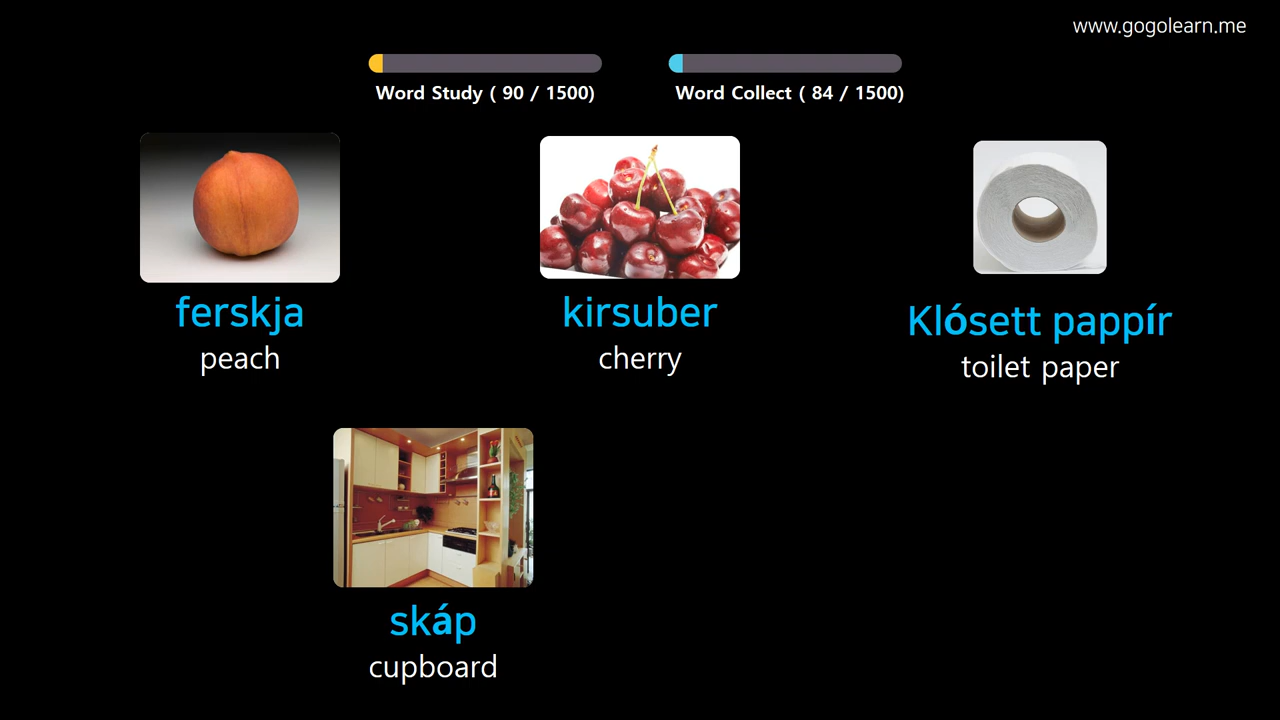 www.gogolearn.me
Word Study ( 90 / 1500)
Word Collect ( 84 / 1500)
ferskja
peach
kirsuber
cherry
Klósett pappír
toilet paper
skáp
cupboard